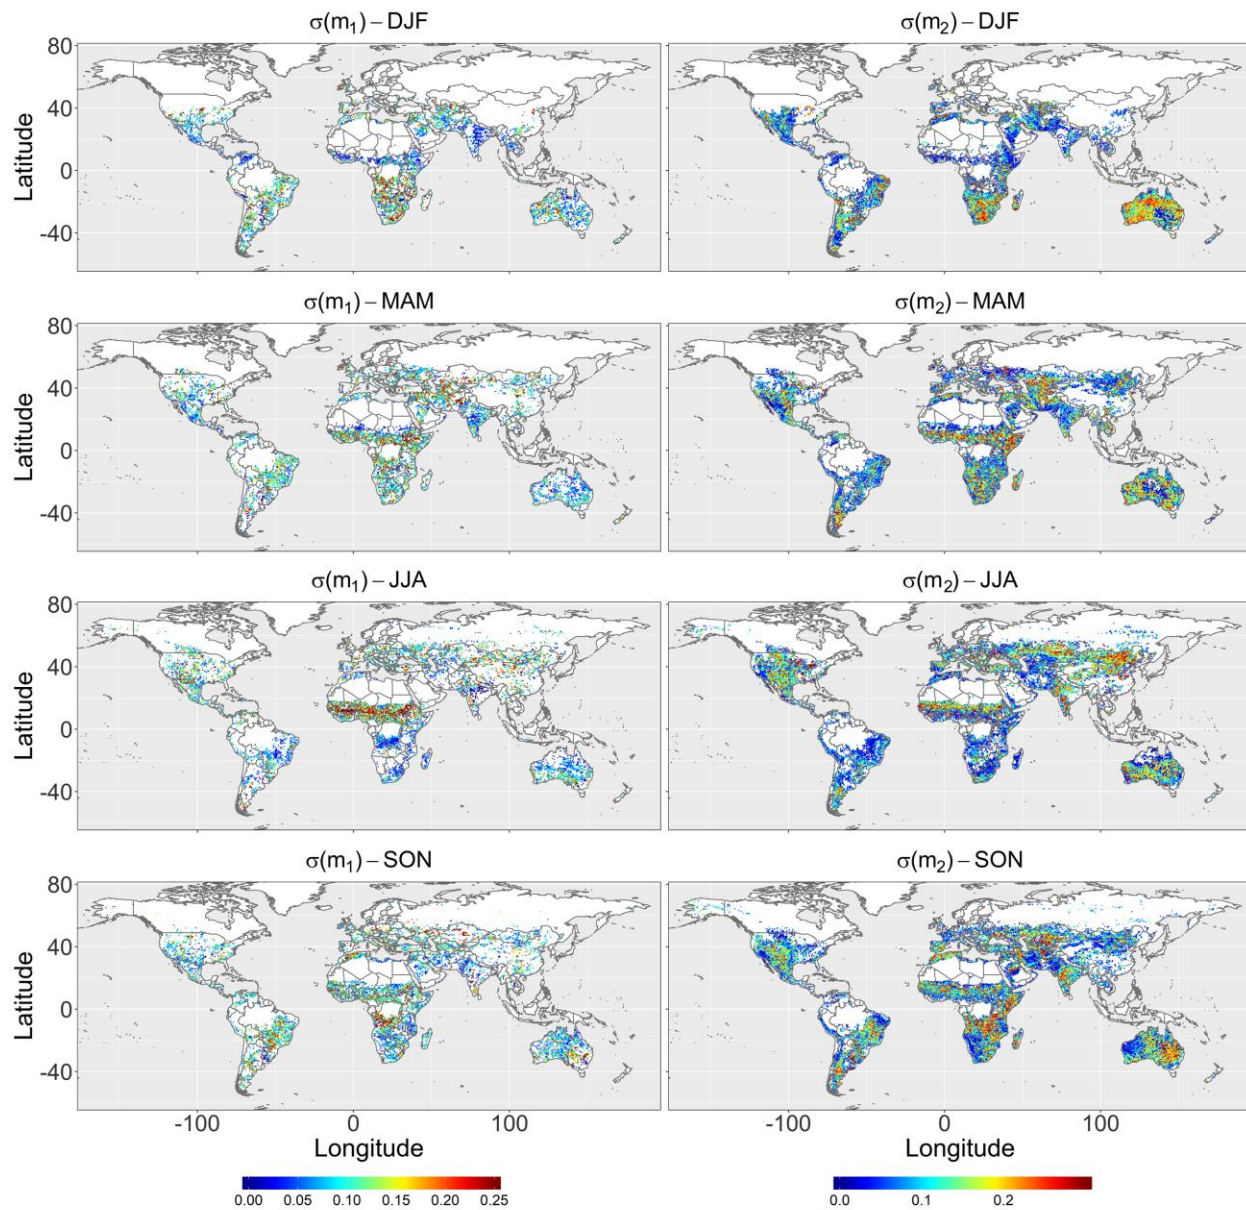 σ(m₁) – DJF
σ(m₂) – DJF
80
40
0
-40
Latitude
σ(m₁) – MAM
σ(m₂) – MAM
80
40
0
-40
Latitude
σ(m₁) – JJA
σ(m₂) – JJA
80
40
0
-40
Latitude
σ(m₁) – SON
σ(m₂) – SON
80
40
0
-40
Latitude
-100 0 100
-100 0 100
Longitude
Longitude
0.00 0.05 0.10 0.15 0.20 0.25
0.0 0.1 0.2